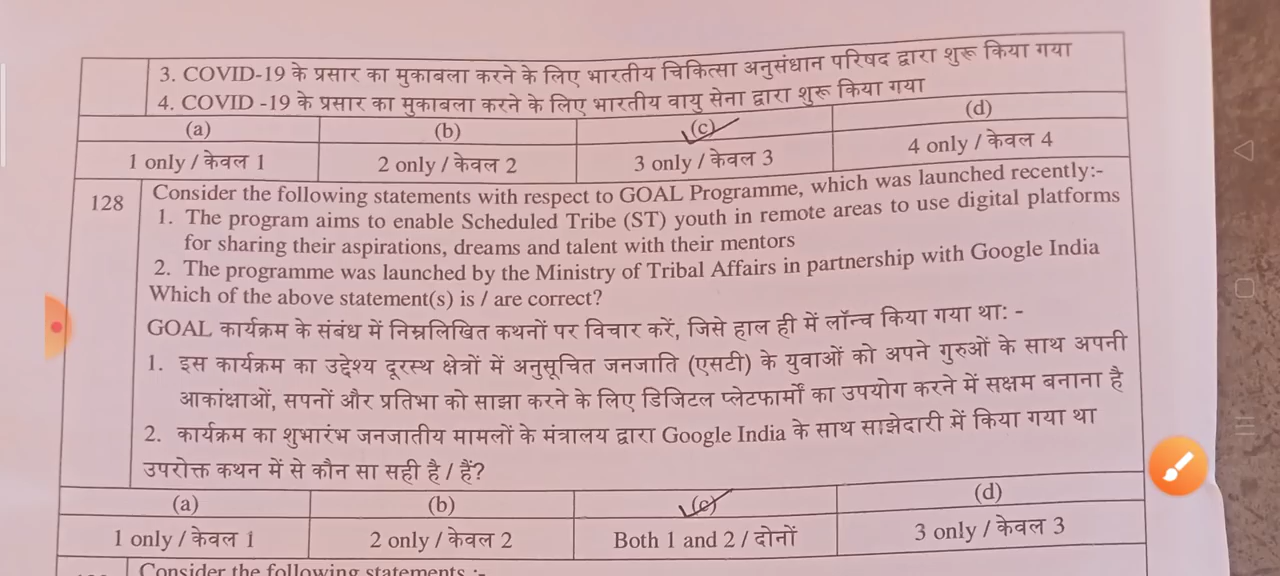 3. COVID-19 के प्रसार का मुकाबला करने के लिए भारतीय चिकित्सा अनुसंधान परिषद द्वारा शुरू किया गया
4. COVID -19 के प्रसार का मुकाबला करने के लिए भारतीय वायु सेना द्वारा शुरू किया गया
(a) (b) (c) (d)
1 only / केवल 1 2 only / केवल 2 3 only / केवल 3 4 only / केवल 4
128 Consider the following statements with respect to GOAL Programme, which was launched recently:-
1. The program aims to enable Scheduled Tribe (ST) youth in remote areas to use digital platforms
for sharing their aspirations, dreams and talent with their mentors
2. The programme was launched by the Ministry of Tribal Affairs in partnership with Google India
Which of the above statement(s) is / are correct?
GOAL कार्यक्रम के संबंध में निम्नलिखित कथनों पर विचार करें, जिसे हाल ही में लॉन्च किया गया था: -
1. इस कार्यक्रम का उद्देश्य दूरस्थ क्षेत्रों में अनुसूचित जनजाति (एसटी) के युवाओं को अपने गुरुओं के साथ अपनी
आकांक्षाओं, सपनों और प्रतिभा को साझा करने के लिए डिजिटल प्लेटफार्मों का उपयोग करने में सक्षम बनाना है
2. कार्यक्रम का शुभारंभ जनजातीय मामलों के मंत्रालय द्वारा Google India के साथ साझेदारी में किया गया था
उपरोक्त कथन में से कौन सा सही है / हैं?
(a) (b) (c) (d)
1 only / केवल 1 2 only / केवल 2 Both 1 and 2 / दोनों 3 only / केवल 3
Consider the following statements :-